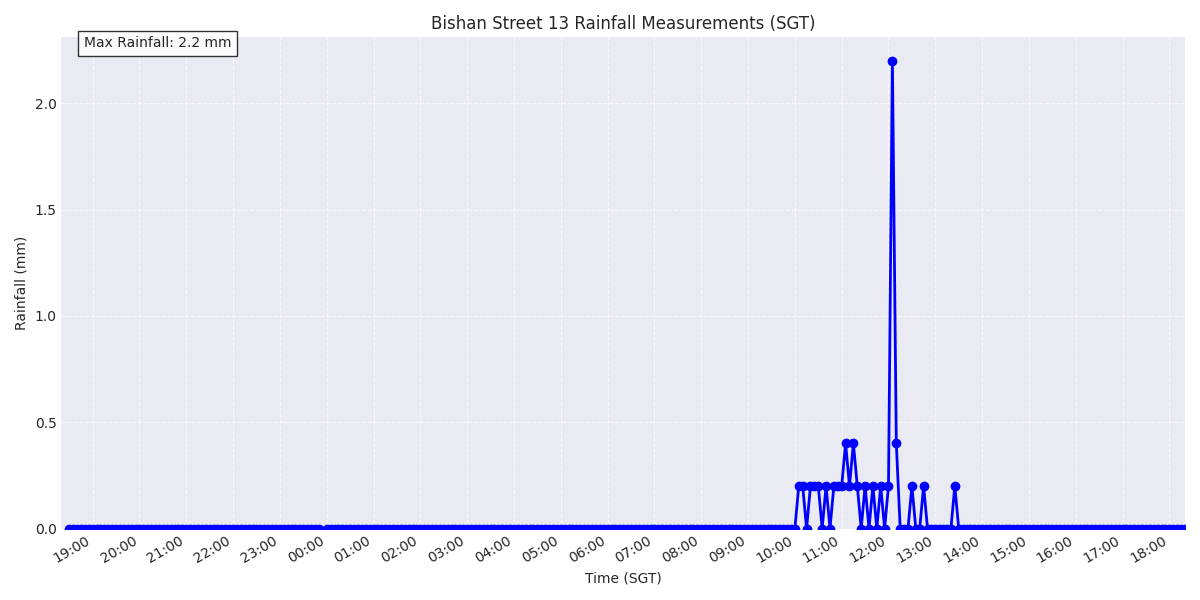 Bishan Street 13 Rainfall Measurements (SGT)
Max Rainfall: 2.2 mm
2.0
1.5
1.0
0.5
0.0
Rainfall (mm)
19:00 20:00 21:00 22:00 23:00 00:00 01:00 02:00 03:00 04:00 05:00 06:00 07:00 08:00 09:00 10:00 11:00 12:00 13:00 14:00 15:00 16:00 17:00 18:00
Time (SGT)